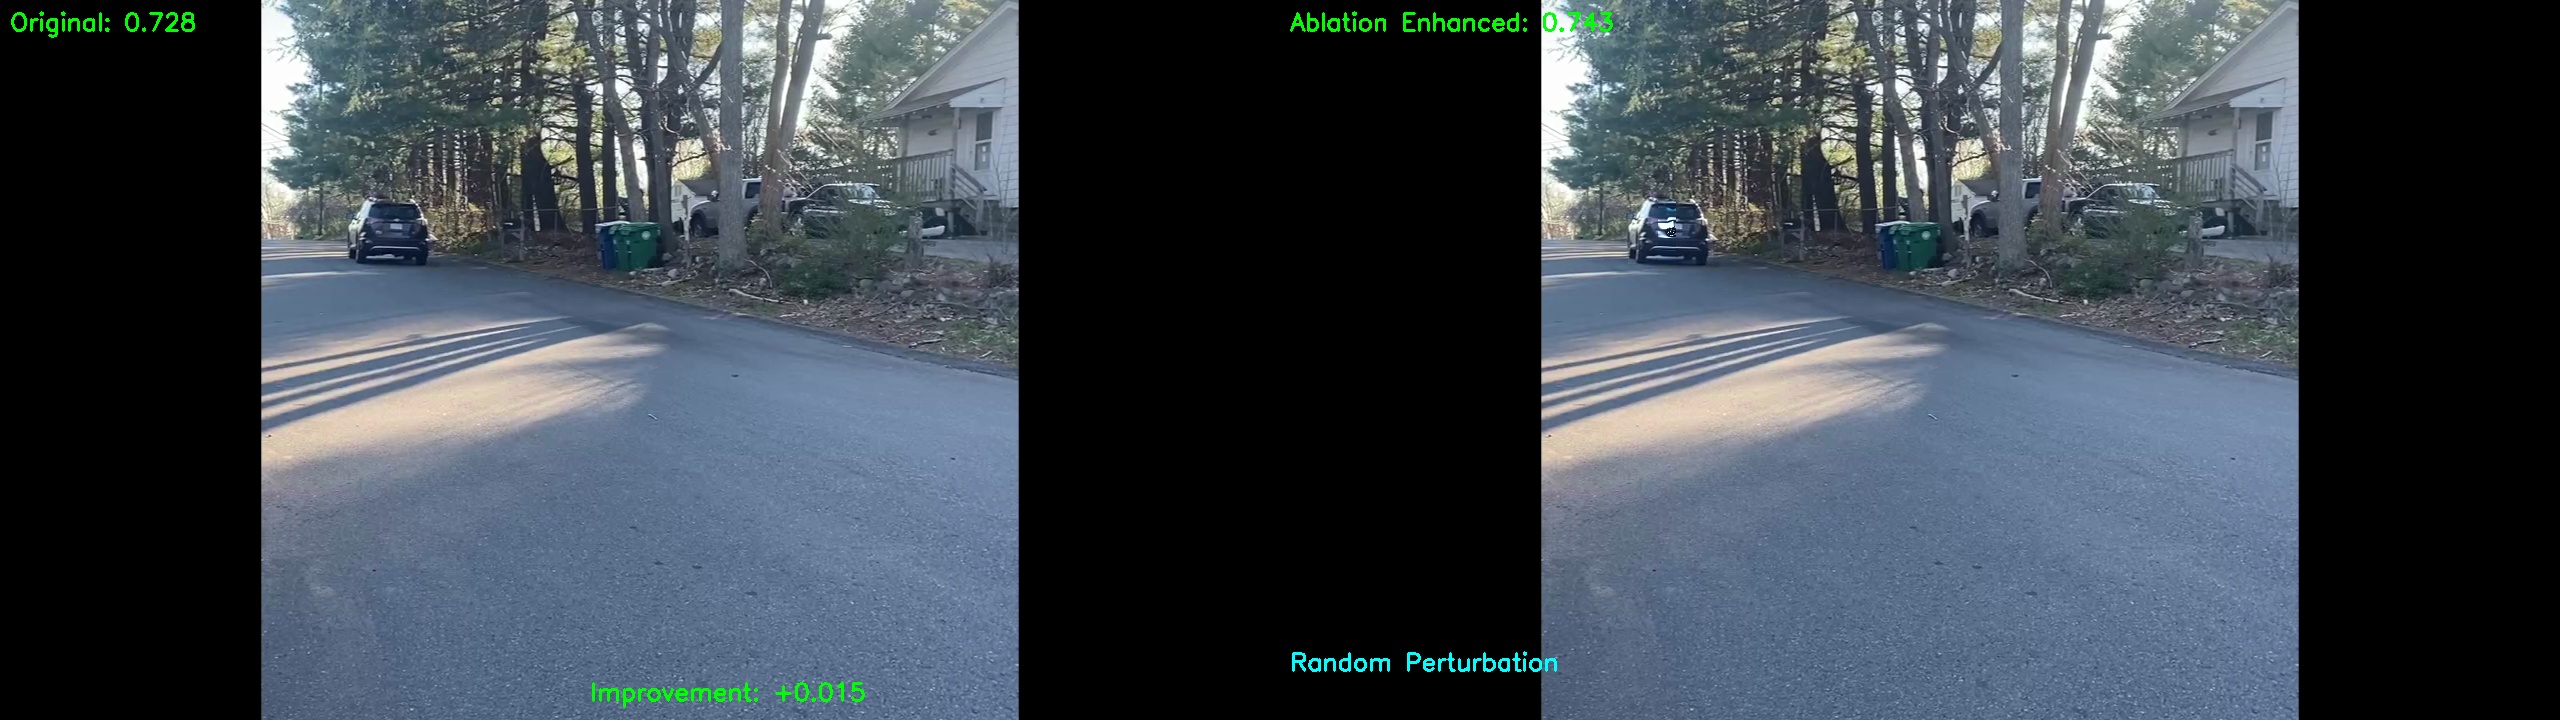 Original: 0.728
Ablation Enhanced: 0.743
Random Perturbation
Improvement: +0.015